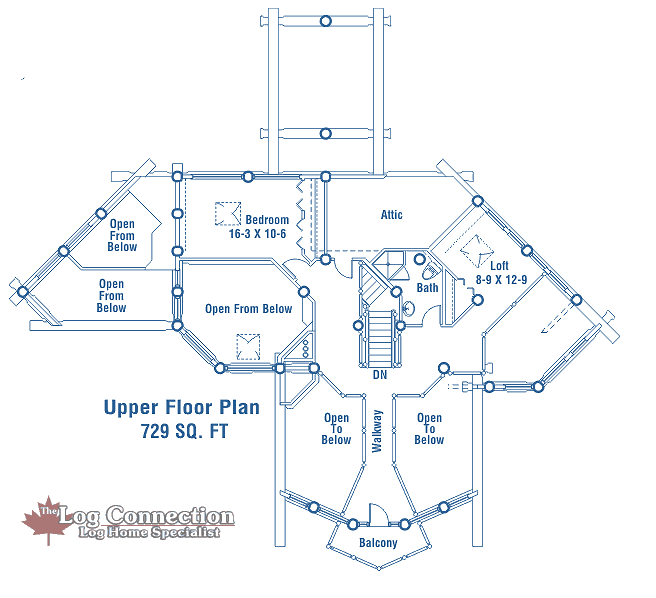 Open
From
Below
Bedroom
16-3 X 10-6
Attic
Loft
8-9 X 12-9
Open
From
Below
Bath
Open From Below
DN
Upper Floor Plan
729 SQ. FT
Open
To
Below
Walkway
Open
To
Below
The Log Connection
Log Home Specialist
Balcony